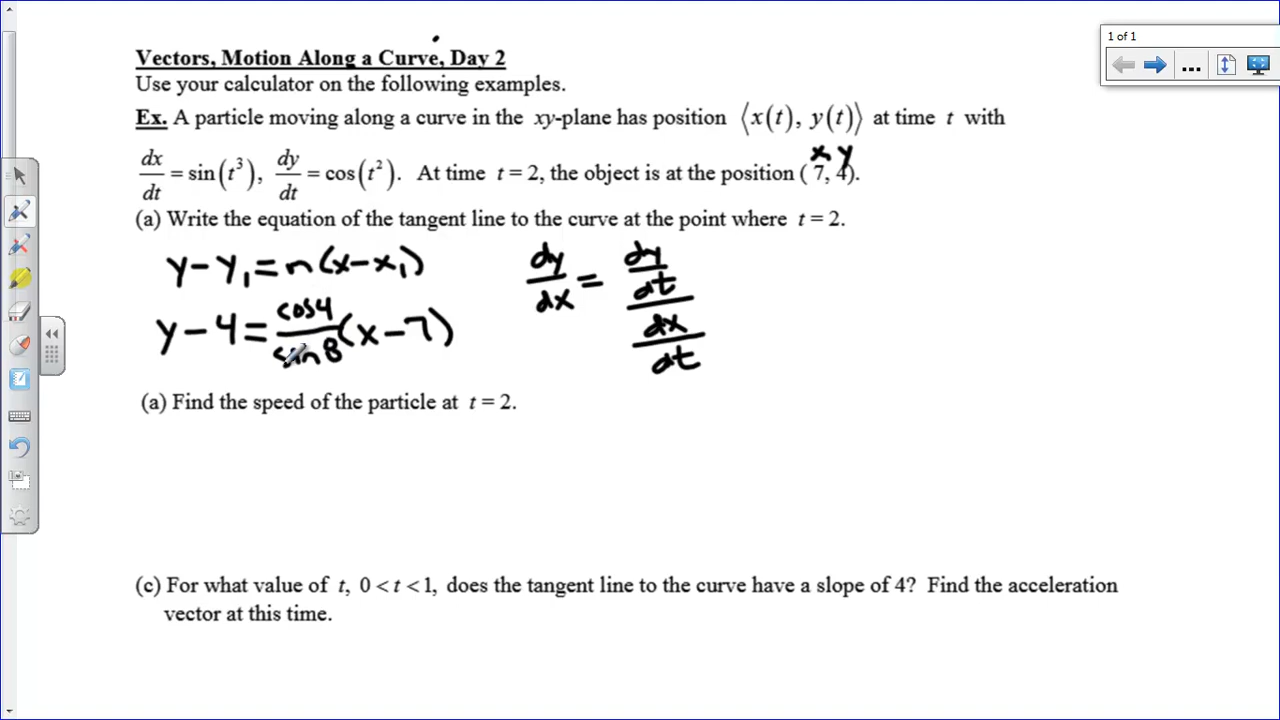 1 of 1
Vectors, Motion Along a Curve, Day 2
Use your calculator on the following examples.
Ex. A particle moving along a curve in the xy-plane has position ⟨x(t), y(t)⟩ at time t with
dx/dt = sin(t³), dy/dt = cos(t²). At time t = 2, the object is at the position (7, 4).
x y
(a) Write the equation of the tangent line to the curve at the point where t = 2.
y - y₁ = m(x - x₁)
dy/dx = (dy/dt)/(dx/dt)
y - 4 = cos4/sin8 (x - 7)
(a) Find the speed of the particle at t = 2.
(c) For what value of t, 0 < t < 1, does the tangent line to the curve have a slope of 4? Find the acceleration
vector at this time.